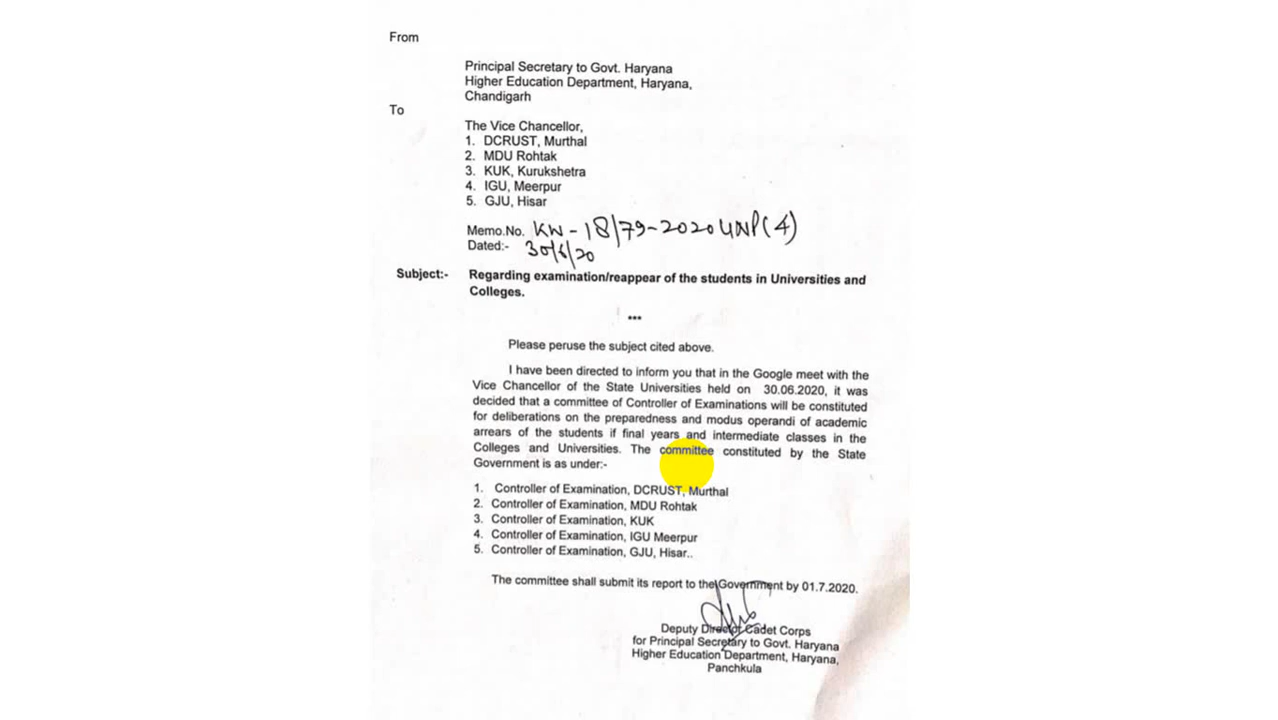 From
Principal Secretary to Govt. Haryana
Higher Education Department, Haryana,
Chandigarh
To
The Vice Chancellor,
1. DCRUST, Murthal
2. MDU Rohtak
3. KUK, Kurukshetra
4. IGU, Meerpur
5. GJU, Hisar
Memo.No. KW-18/79-2020 UNP(4)
Dated:- 30/6/20
Subject:- Regarding examination/reappear of the students in Universities and
Colleges.
***
Please peruse the subject cited above.
I have been directed to inform you that in the Google meet with the
Vice Chancellor of the State Universities held on 30.06.2020, it was
decided that a committee of Controller of Examinations will be constituted
for deliberations on the preparedness and modus operandi of academic
arrears of the students if final years and intermediate classes in the
Colleges and Universities. The committee constituted by the State
Government is as under:-
1. Controller of Examination, DCRUST, Murthal
2. Controller of Examination, MDU Rohtak
3. Controller of Examination, KUK
4. Controller of Examination, IGU Meerpur
5. Controller of Examination, GJU, Hisar..
The committee shall submit its report to the Government by 01.7.2020.
Deputy Director Cadet Corps
for Principal Secretary to Govt. Haryana
Higher Education Department, Haryana,
Panchkula